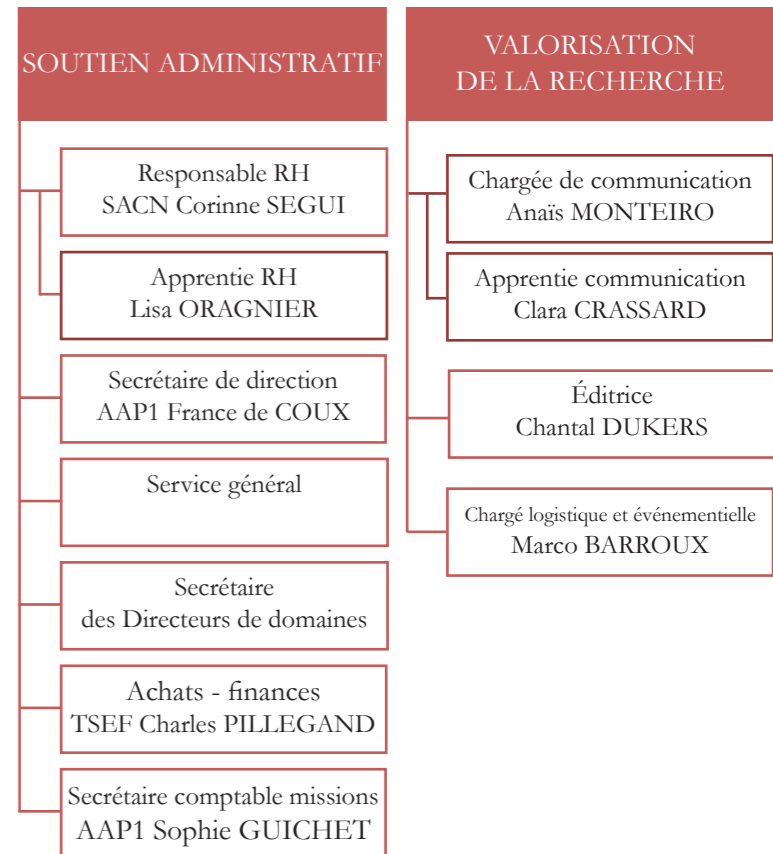 SOUTIEN ADMINISTRATIF
Responsable RH
SACN Corinne SEGUI
Apprentie RH
Lisa ORAGNIER
Secrétaire de direction
AAP1 France de COUX
Service général
Secrétaire
des Directeurs de domaines
Achats - finances
TSEF Charles PILLEGAND
Secrétaire comptable missions
AAP1 Sophie GUICHET
VALORISATION
DE LA RECHERCHE
Chargée de communication
Anaïs MONTEIRO
Apprentie communication
Clara CRASSARD
Éditrice
Chantal DUKERS
Chargé logistique et événementielle
Marco BARROUX